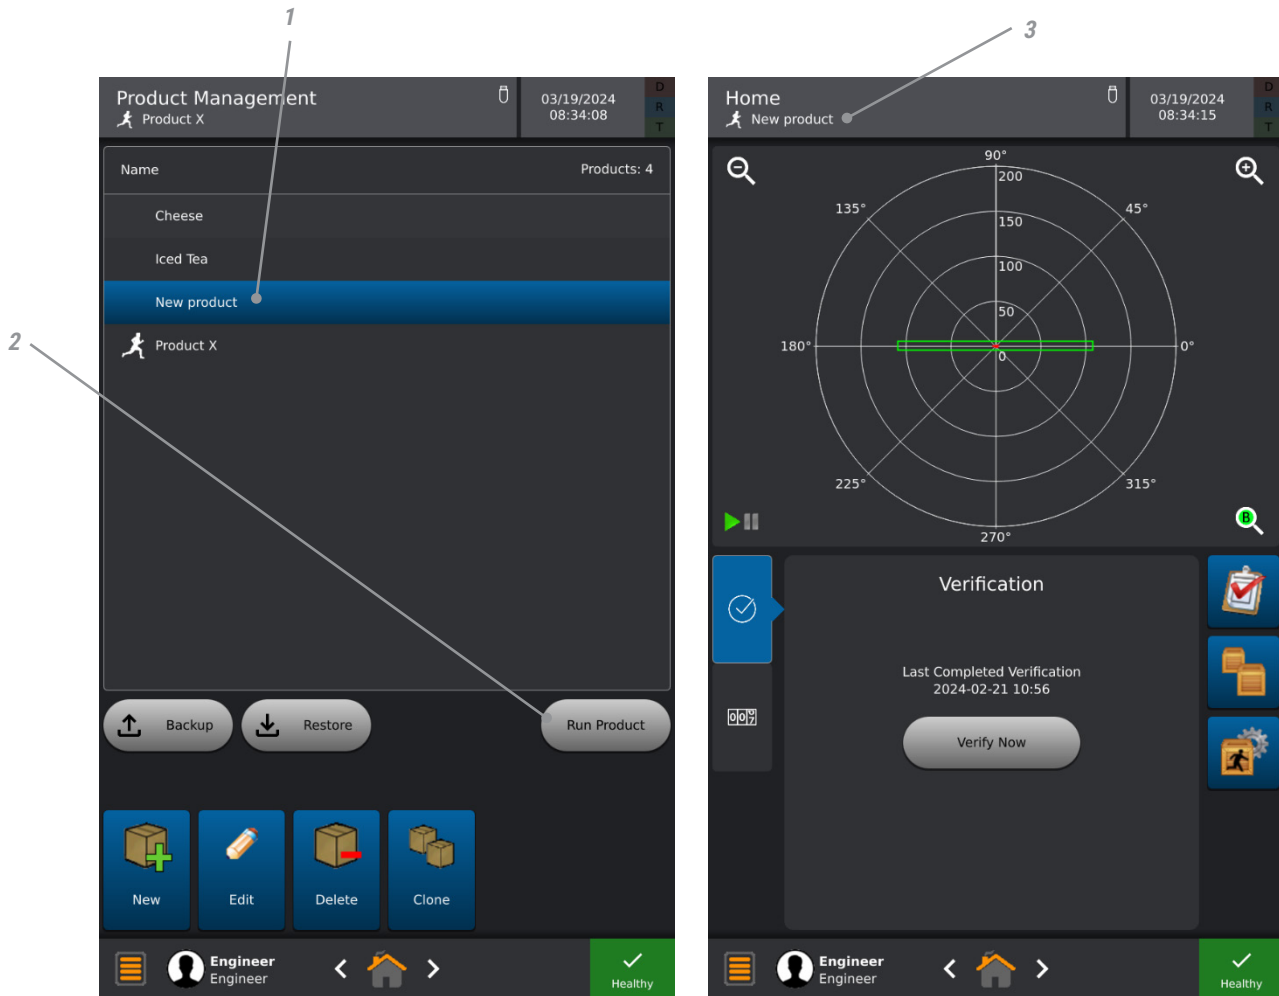 1
3
2
Product Management
Product X
03/19/2024
08:34:08
D
R
T
Name
Products: 4
Cheese
Iced Tea
New product
Product X
Backup
Restore
Run Product
New
Edit
Delete
Clone
Engineer
Engineer
Healthy
Home
New product
03/19/2024
08:34:15
D
R
T
90°
200
135°
45°
150
100
50
180°
0°
0
225°
315°
270°
B
Verification
Last Completed Verification
2024-02-21 10:56
Verify Now
Engineer
Engineer
Healthy